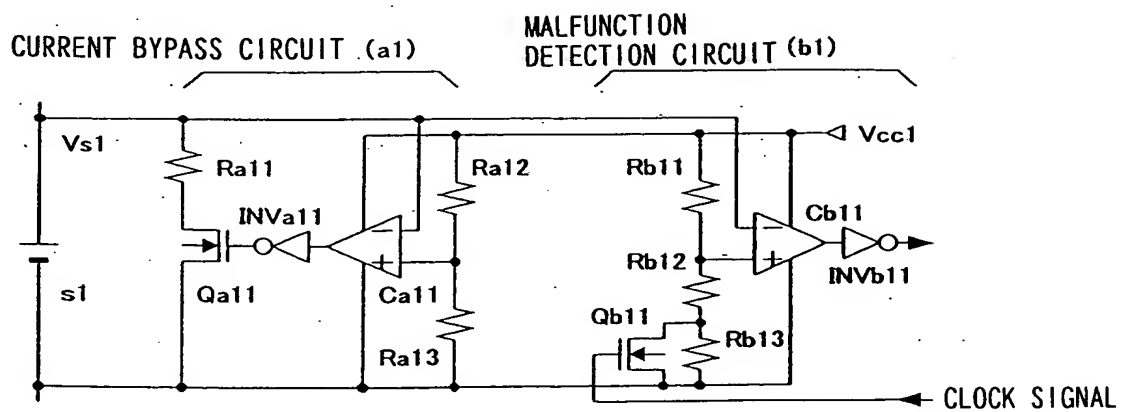 MALFUNCTION
CURRENT BYPASS CIRCUIT (a1)
DETECTION CIRCUIT (b1)
Vs1
Vcc1
Ra11
Ra12
Rb11
INVa11
Cb11
Rb12
INVb11
s1
Qa11
Ca11
Qb11
Ra13
Rb13
CLOCK SIGNAL